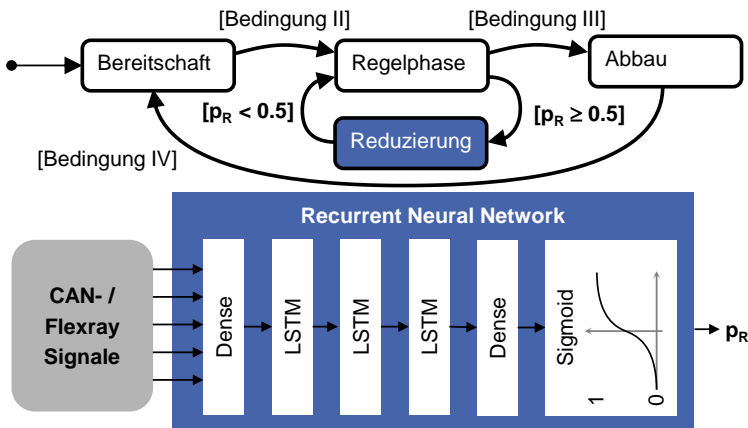 [Bedingung II]
[Bedingung III]
Bereitschaft
Regelphase
Abbau
[pR < 0.5]
[pR ≥ 0.5]
Reduzierung
[Bedingung IV]
Recurrent Neural Network
CAN- /
Flexray
Signale
Dense
LSTM
LSTM
LSTM
Dense
Sigmoid
1
0
pR